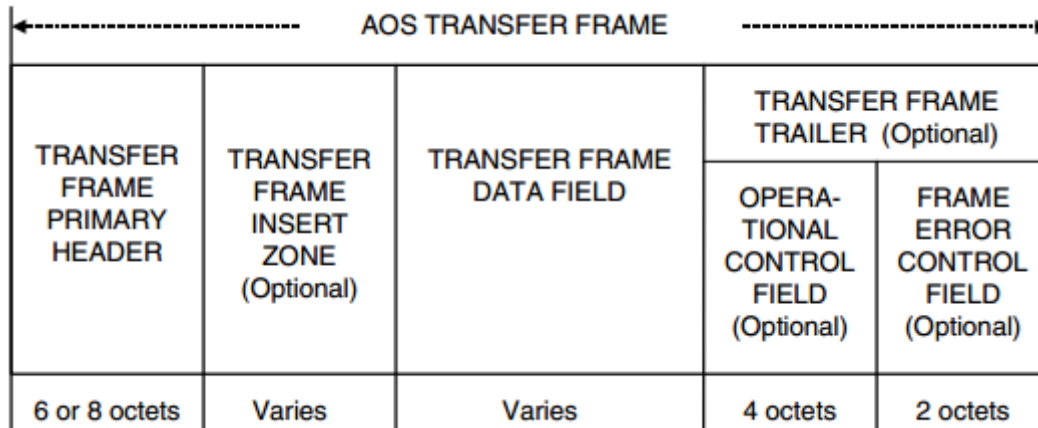 AOS TRANSFER FRAME
TRANSFER
FRAME
PRIMARY
HEADER
TRANSFER
FRAME
INSERT
ZONE
(Optional)
TRANSFER FRAME
DATA FIELD
TRANSFER FRAME
TRAILER (Optional)
OPERA-
TIONAL
CONTROL
FIELD
(Optional)
FRAME
ERROR
CONTROL
FIELD
(Optional)
6 or 8 octets
Varies
Varies
4 octets
2 octets